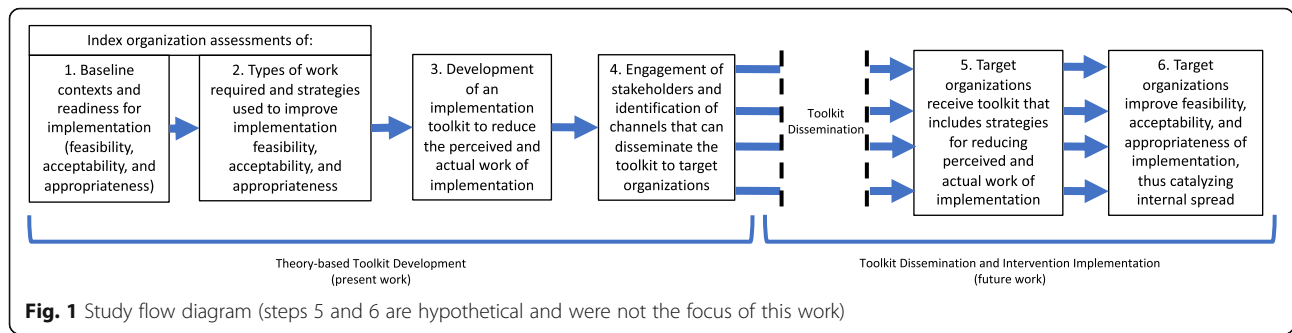 Index organization assessments of:
1. Baseline
contexts and
readiness for
implementation
(feasibility,
acceptability, and
appropriateness)
2. Types of work
required and strategies
used to improve
implementation
feasibility,
acceptability, and
appropriateness
3. Development
of an
implementation
toolkit to reduce
the perceived and
actual work of
implementation
4. Engagement of
stakeholders and
identification of
channels that can
disseminate the
toolkit to target
organizations
Toolkit
Dissemination
5. Target
organizations
receive toolkit that
includes strategies
for reducing
perceived and
actual work of
implementation
6. Target
organizations
improve feasibility,
acceptability, and
appropriateness of
implementation,
thus catalyzing
internal spread
Theory-based Toolkit Development
(present work)
Toolkit Dissemination and Intervention Implementation
(future work)
Fig. 1 Study flow diagram (steps 5 and 6 are hypothetical and were not the focus of this work)